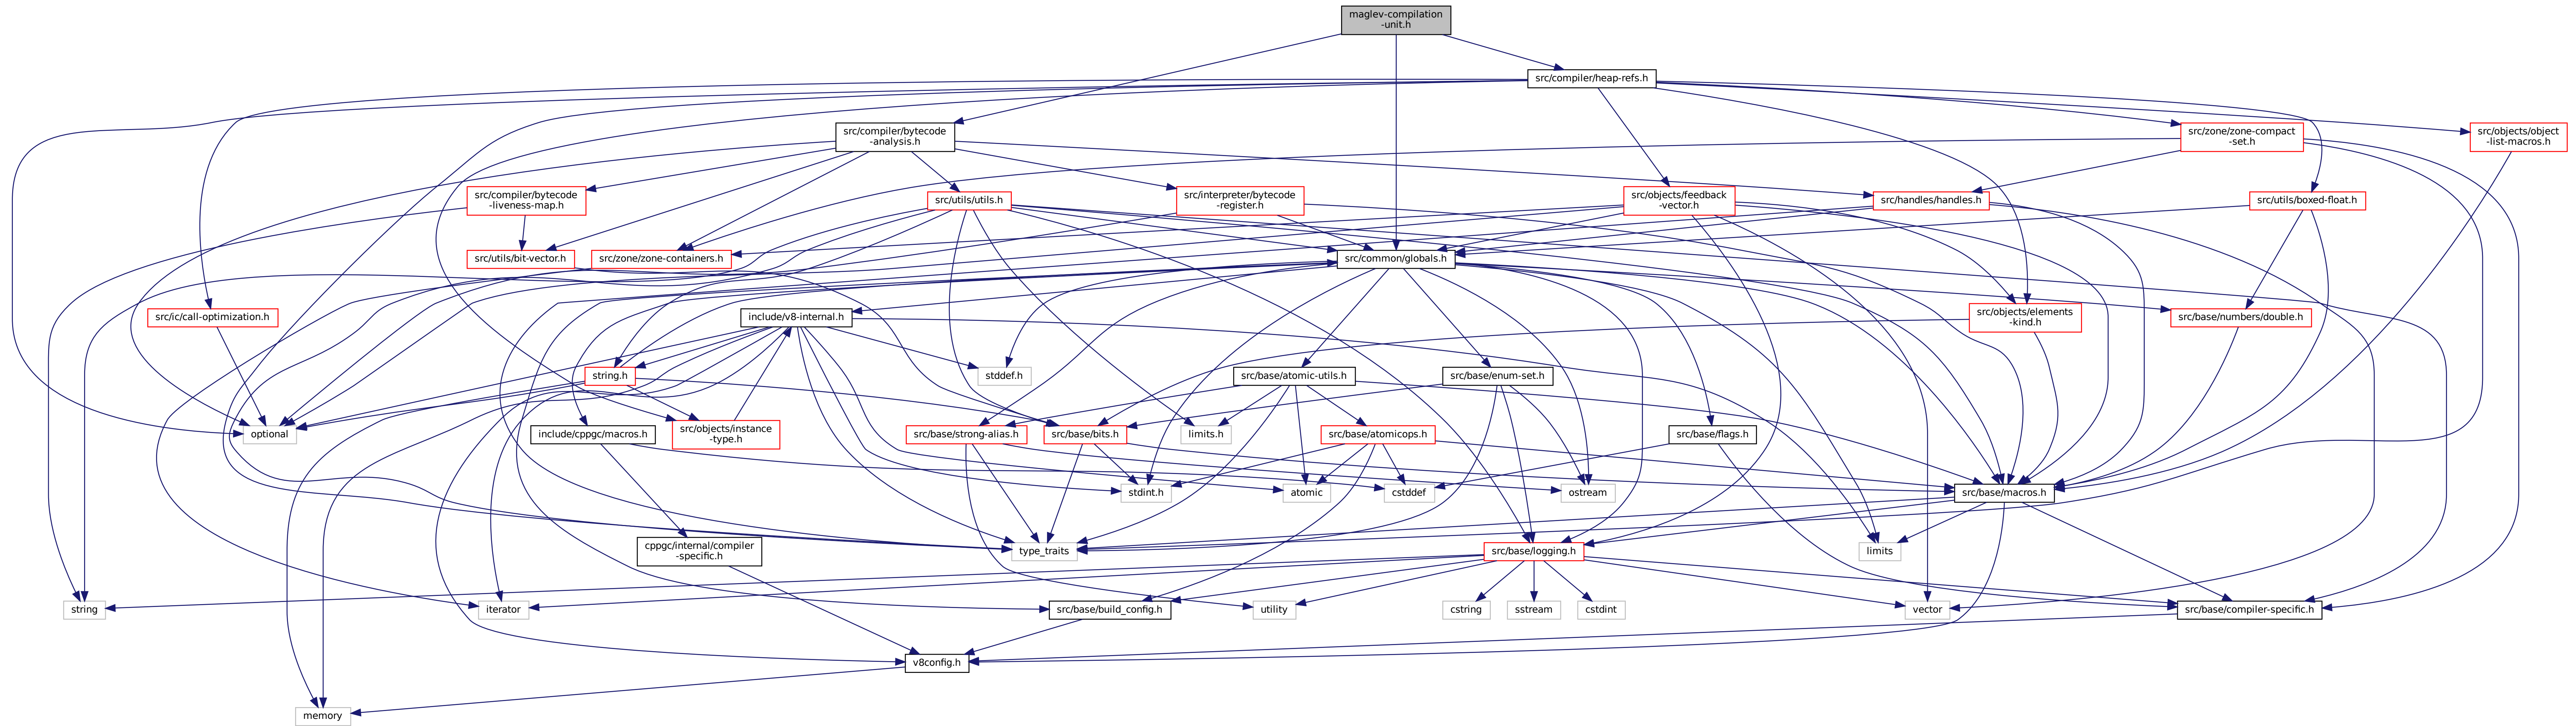 maglev-compilation
-unit.h
src/compiler/heap-refs.h
src/compiler/bytecode
-analysis.h
src/zone/zone-compact
-set.h
src/objects/object
-list-macros.h
src/compiler/bytecode
-liveness-map.h
src/utils/utils.h
src/interpreter/bytecode
-register.h
src/objects/feedback
-vector.h
src/handles/handles.h
src/utils/boxed-float.h
src/utils/bit-vector.h
src/zone/zone-containers.h
src/common/globals.h
src/ic/call-optimization.h
include/v8-internal.h
src/objects/elements
-kind.h
src/base/numbers/double.h
string.h
stddef.h
src/base/atomic-utils.h
src/base/enum-set.h
optional
include/cppgc/macros.h
src/objects/instance
-type.h
src/base/strong-alias.h
src/base/bits.h
limits.h
src/base/atomicops.h
src/base/flags.h
stdint.h
atomic
cstddef
ostream
src/base/macros.h
cppgc/internal/compiler
-specific.h
type_traits
src/base/logging.h
limits
string
iterator
src/base/build_config.h
utility
cstring
sstream
cstdint
vector
src/base/compiler-specific.h
v8config.h
memory